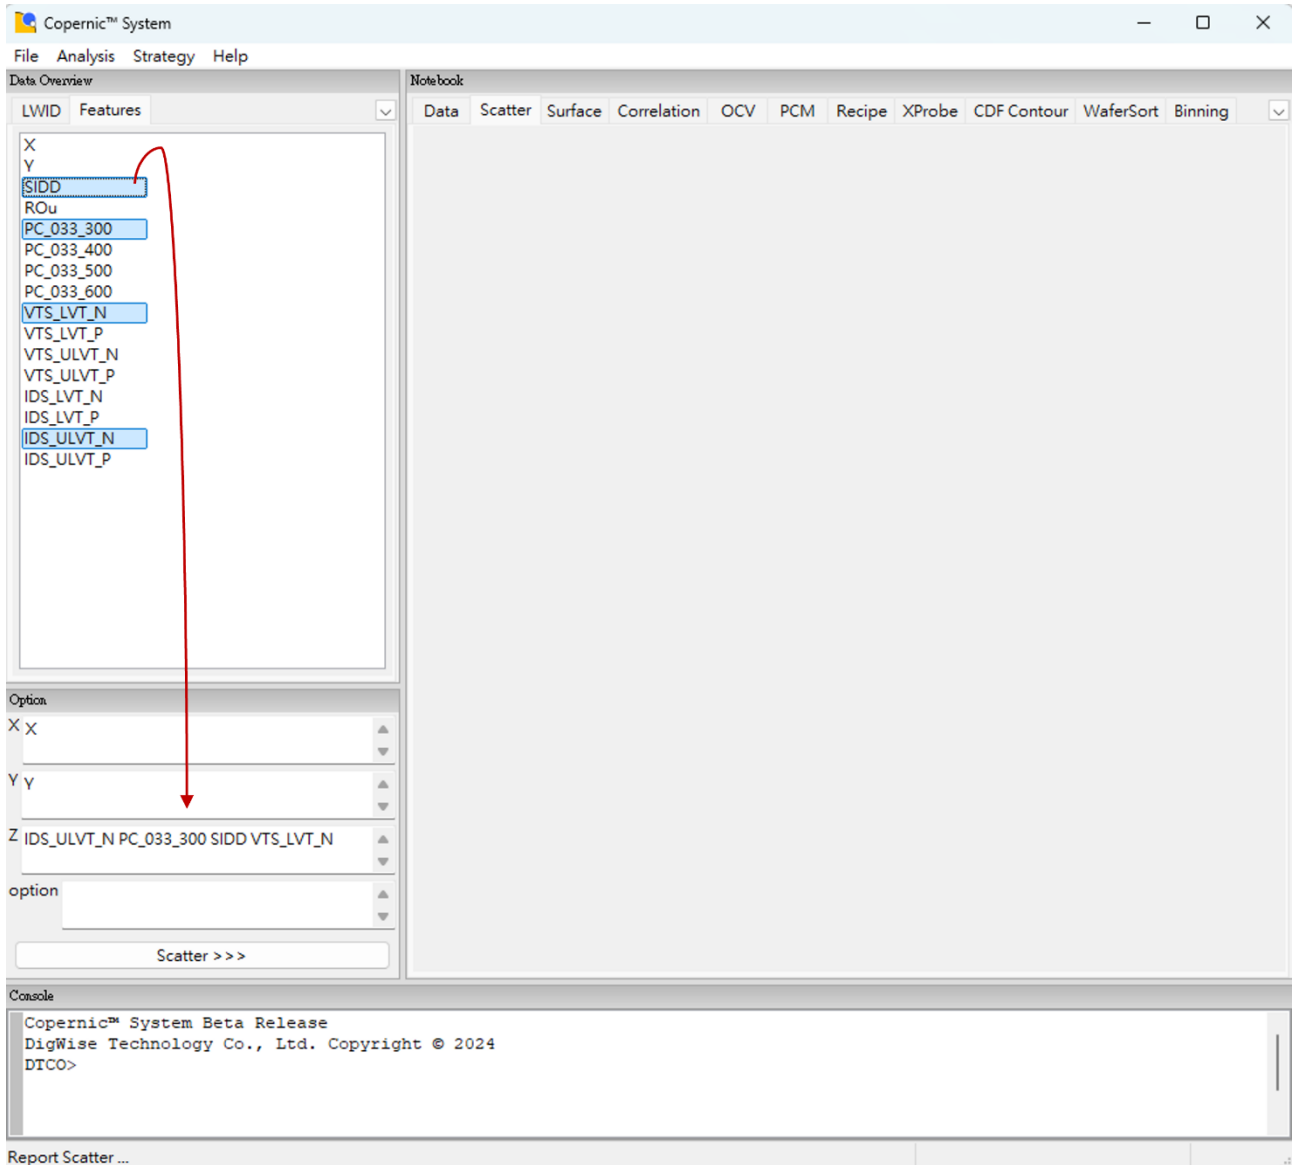 Copernic™ System
File Analysis Strategy Help
Data Overview
LWID Features
X
Y
SIDD
ROu
PC_033_300
PC_033_400
PC_033_500
PC_033_600
VTS_LVT_N
VTS_LVT_P
VTS_ULVT_N
VTS_ULVT_P
IDS_LVT_N
IDS_LVT_P
IDS_ULVT_N
IDS_ULVT_P
Option
X X
Y Y
Z IDS_ULVT_N PC_033_300 SIDD VTS_LVT_N
option
Scatter >>>
Notebook
Data Scatter Surface Correlation OCV PCM Recipe XProbe CDF Contour WaferSort Binning
Console
Copernic™ System Beta Release
DigWise Technology Co., Ltd. Copyright © 2024
DTCO>
Report Scatter ...